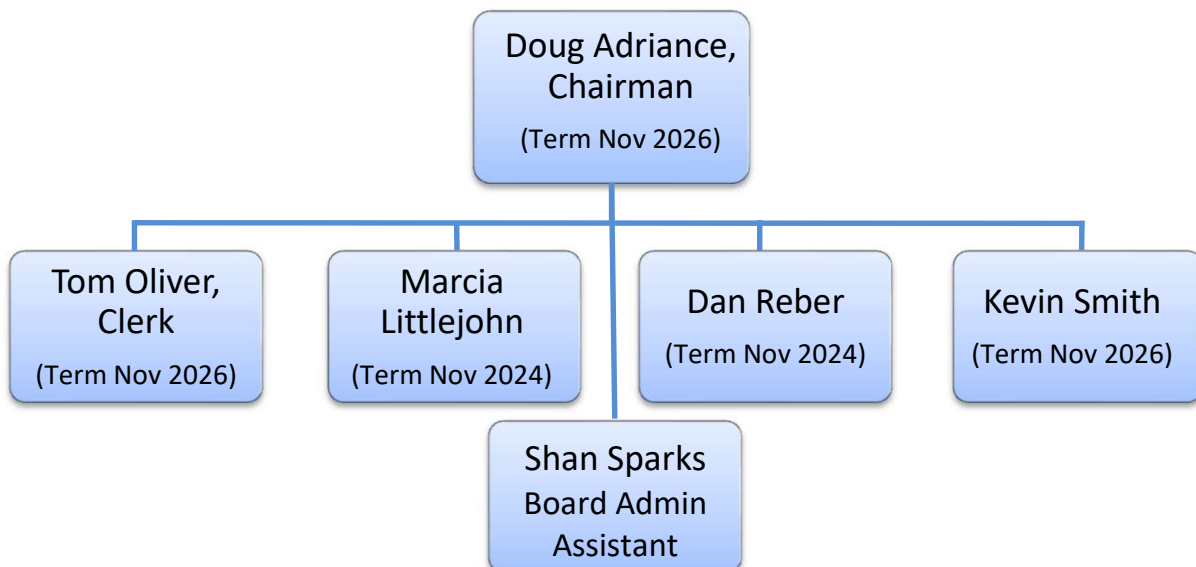 Doug Adriance,
Chairman
(Term Nov 2026)
Tom Oliver,
Clerk
(Term Nov 2026)
Marcia
Littlejohn
(Term Nov 2024)
Dan Reber
(Term Nov 2024)
Kevin Smith
(Term Nov 2026)
Shan Sparks
Board Admin
Assistant